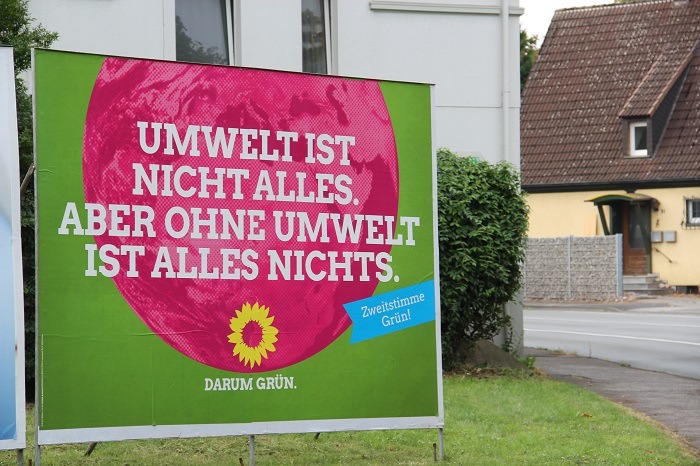 UMWELT IST
NICHT ALLES.
ABER OHNE UMWELT
IST ALLES NICHTS.
Zweitstimme
Grün!
DARUM GRÜN.